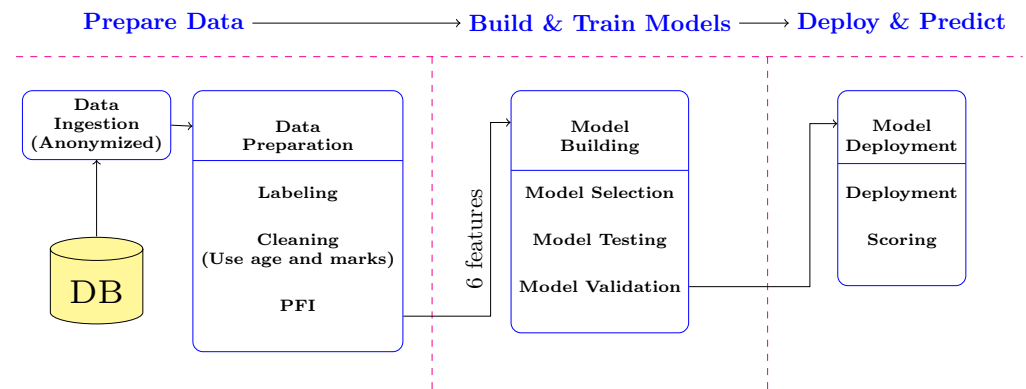 Prepare Data
Build & Train Models
Deploy & Predict
Data
Ingestion
(Anonymized)
DB
Data
Preparation
Labeling
Cleaning
(Use age and marks)
PFI
6 features
Model
Building
Model Selection
Model Testing
Model Validation
Model
Deployment
Deployment
Scoring